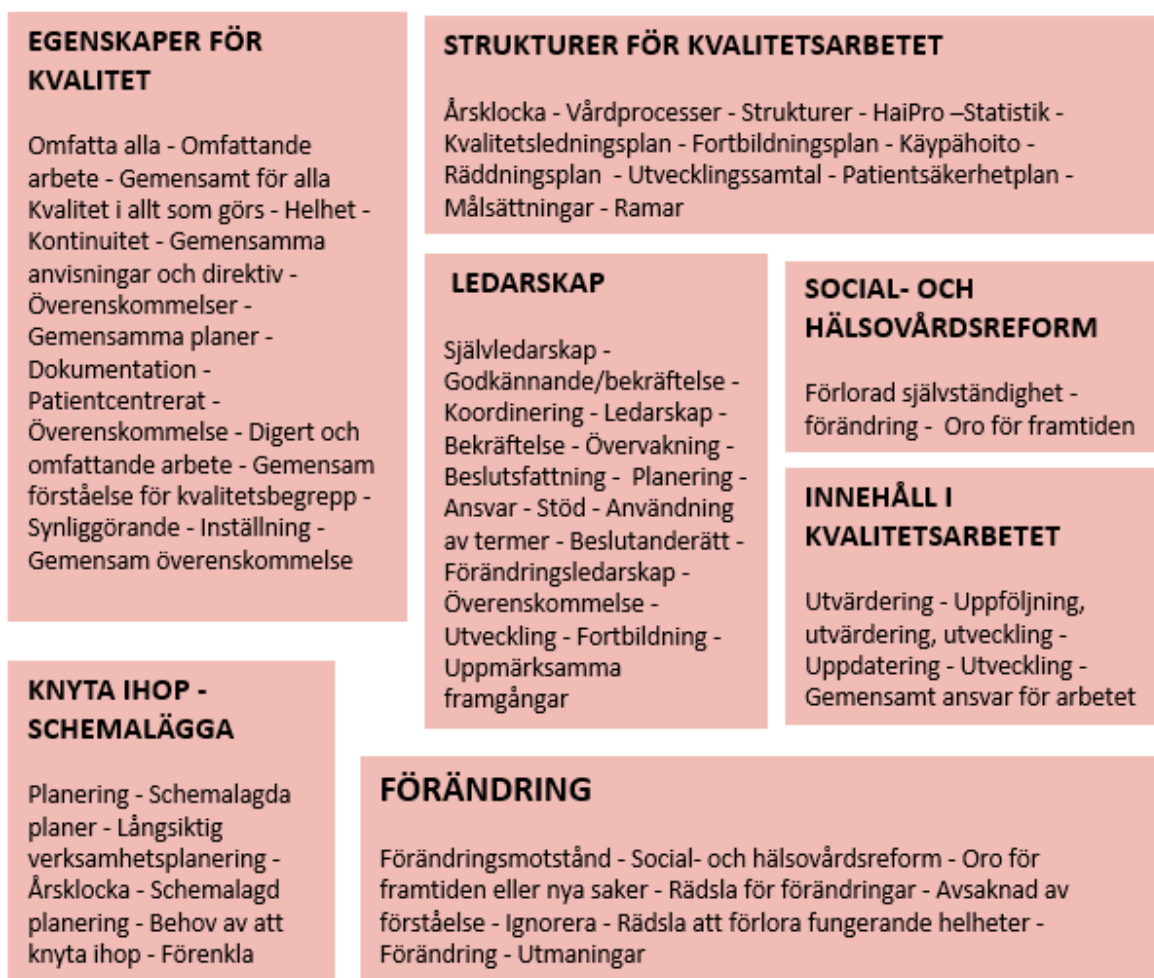 EGENSKAPER FÖR
KVALITET
Omfatta alla - Omfattande
arbete - Gemensamt för alla
Kvalitet i allt som görs - Helhet -
Kontinuitet - Gemensamma
anvisningar och direktiv -
Överenskommelser -
Gemensamma planer -
Dokumentation -
Patientcentrerat -
Överenskommelse - Digert och
omfattande arbete - Gemensam
förståelse för kvalitetsbegrepp -
Synliggörande - Inställning -
Gemensam överenskommelse
STRUKTURER FÖR KVALITETSARBETET
Årsklocka - Vårdprocesser - Strukturer - HaiPro –Statistik -
Kvalitetsledningsplan - Fortbildningsplan - Käypähoito -
Räddningsplan - Utvecklingssamtal - Patientsäkerhetplan -
Målsättningar - Ramar
LEDARSKAP
Självledarskap -
Godkännande/bekräftelse -
Koordinering - Ledarskap -
Bekräftelse - Övervakning -
Beslutsfattning - Planering -
Ansvar - Stöd - Användning
av termer - Beslutanderätt -
Förändringsledarskap -
Överenskommelse -
Utveckling - Fortbildning -
Uppmärksamma
framgångar
SOCIAL- OCH
HÄLSOVÅRDSREFORM
Förlorad självständighet -
förändring - Oro för framtiden
INNEHÅLL I
KVALITETSARBETET
Utvärdering - Uppföljning,
utvärdering, utveckling -
Uppdatering - Utveckling -
Gemensamt ansvar för arbetet
KNYTA IHOP -
SCHEMALÄGGA
Planering - Schemalagda
planer - Långsiktig
verksamhetsplanering -
Årsklocka - Schemalagd
planering - Behov av att
knyta ihop - Förenkla
FÖRÄNDRING
Förändringsmotstånd - Social- och hälsovårdsreform - Oro för
framtiden eller nya saker - Rädsla för förändringar - Avsaknad av
förståelse - Ignorera - Rädsla att förlora fungerande helheter -
Förändring - Utmaningar